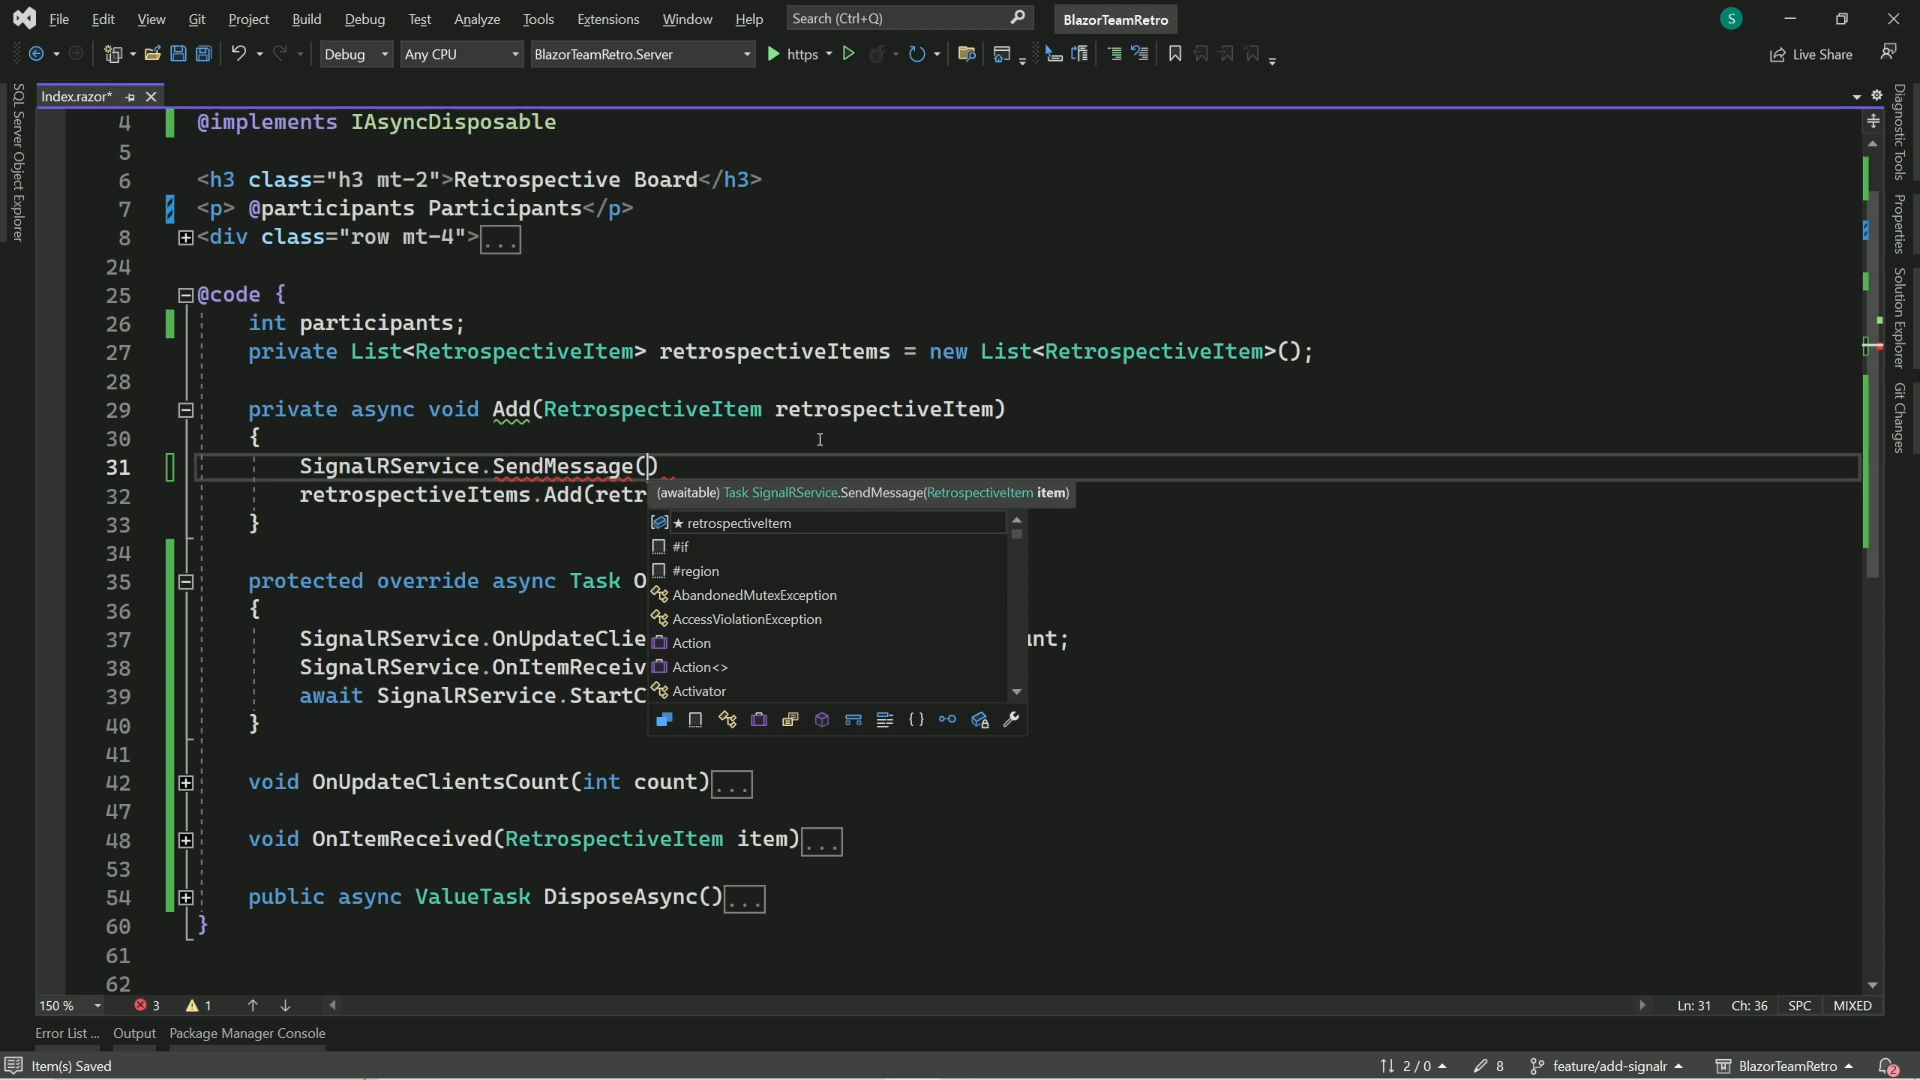 File Edit View Git Project Build Debug Test Analyze Tools Extensions Window Help Search (Ctrl+Q) BlazorTeamRetro S
Debug Any CPU BlazorTeamRetro.Server https Live Share
Index.razor*
SQL Server Object Explorer
4 @implements IAsyncDisposable
5
6 <h3 class="h3 mt-2">Retrospective Board</h3>
7 <p> @participants Participants</p>
8 <div class="row mt-4">...
24
25 @code {
26 int participants;
27 private List<RetrospectiveItem> retrospectiveItems = new List<RetrospectiveItem>();
28
29 private async void Add(RetrospectiveItem retrospectiveItem)
30 {
31 SignalRService.SendMessage()
32 retrospectiveItems.Add(retr
(awaitable) Task SignalRService.SendMessage(RetrospectiveItem item)
★ retrospectiveItem
#if
#region
AbandonedMutexException
AccessViolationException
Action
Action<>
Activator
33 }
34
35 protected override async Task O
36 {
37 SignalRService.OnUpdateClie unt;
38 SignalRService.OnItemReceiv
39 await SignalRService.StartC
40 }
41
42 void OnUpdateClientsCount(int count)...
47
48 void OnItemReceived(RetrospectiveItem item)...
53
54 public async ValueTask DisposeAsync()...
60 }
61
62
Diagnostic Tools
Properties
Solution Explorer
Git Changes
150 % 3 1 Ln: 31 Ch: 36 SPC MIXED
Error List ... Output Package Manager Console
Item(s) Saved 2 / 0 8 feature/add-signalr BlazorTeamRetro 2